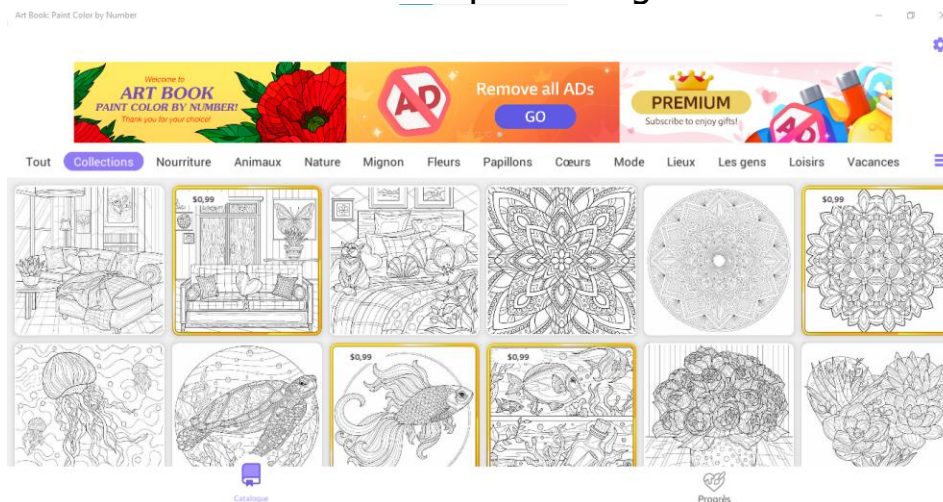 Art Book: Paint Color by Number
Welcome to
ART BOOK
PAINT COLOR BY NUMBER!
Thank you for your choice!
AD
Remove all ADs
GO
PREMIUM
Subscribe to enjoy gifts!
AD
Tout Collections Nourriture Animaux Nature Mignon Fleurs Papillons Cœurs Mode Lieux Les gens Loisirs Vacances
$0,99
$0,99
$0,99
$0,99
Catalogue
Progrès